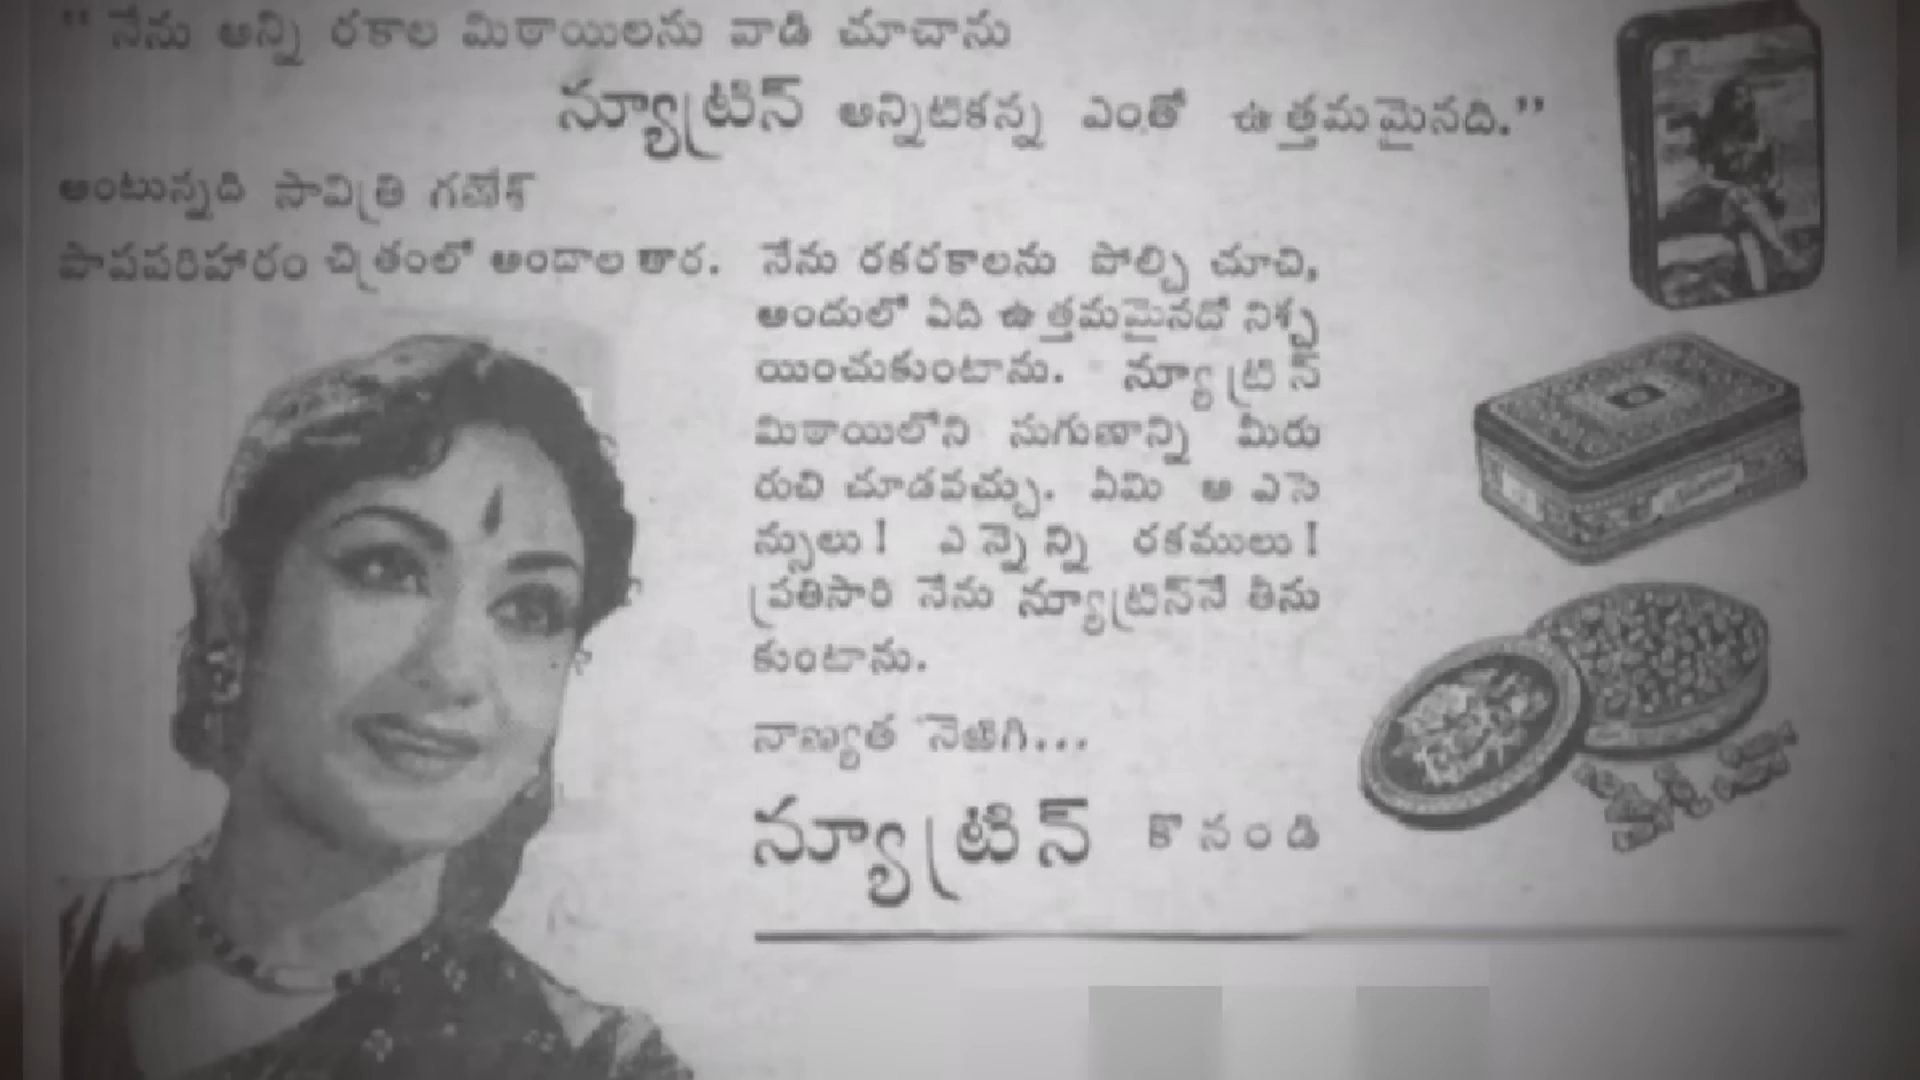 "నేను అన్ని రకాల మిఠాయిలను వాడి చూచాను
న్యూట్రిన్ అన్నిటికన్న ఎంతో ఉత్తమమైనది."
అంటున్నది సావిత్రి గణేశ్
పాపపరిహారం చిత్రంలో అందాల తార.
నేను రకరకాలను పోల్చి చూచి,
అందులో ఏది ఉత్తమమైనదో నిశ్చ
యించుకుంటాను. న్యూట్రిన్
మిఠాయిలోని సుగుణాన్ని మీరు
రుచి చూడవచ్చు. ఏమి ఆ ఎసె
న్సులు! ఎన్నెన్ని రకములు!
ప్రతిసారి నేను న్యూట్రిన్‌నే తీసు
కుంటాను.
నాణ్యత నెఱిగి...
న్యూట్రిన్ కొనండి